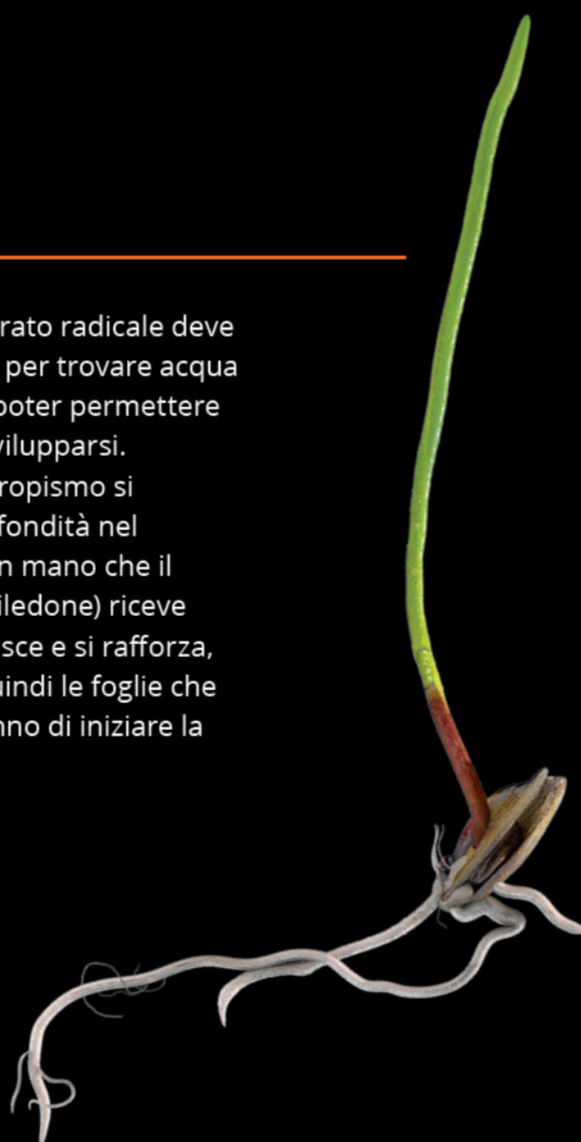 rato radicale deve
per trovare acqua
poter permettere
vilupparsi.
ropismo si
fondità nel
n mano che il
iledone) riceve
sce e si rafforza,
uindi le foglie che
nno di iniziare la